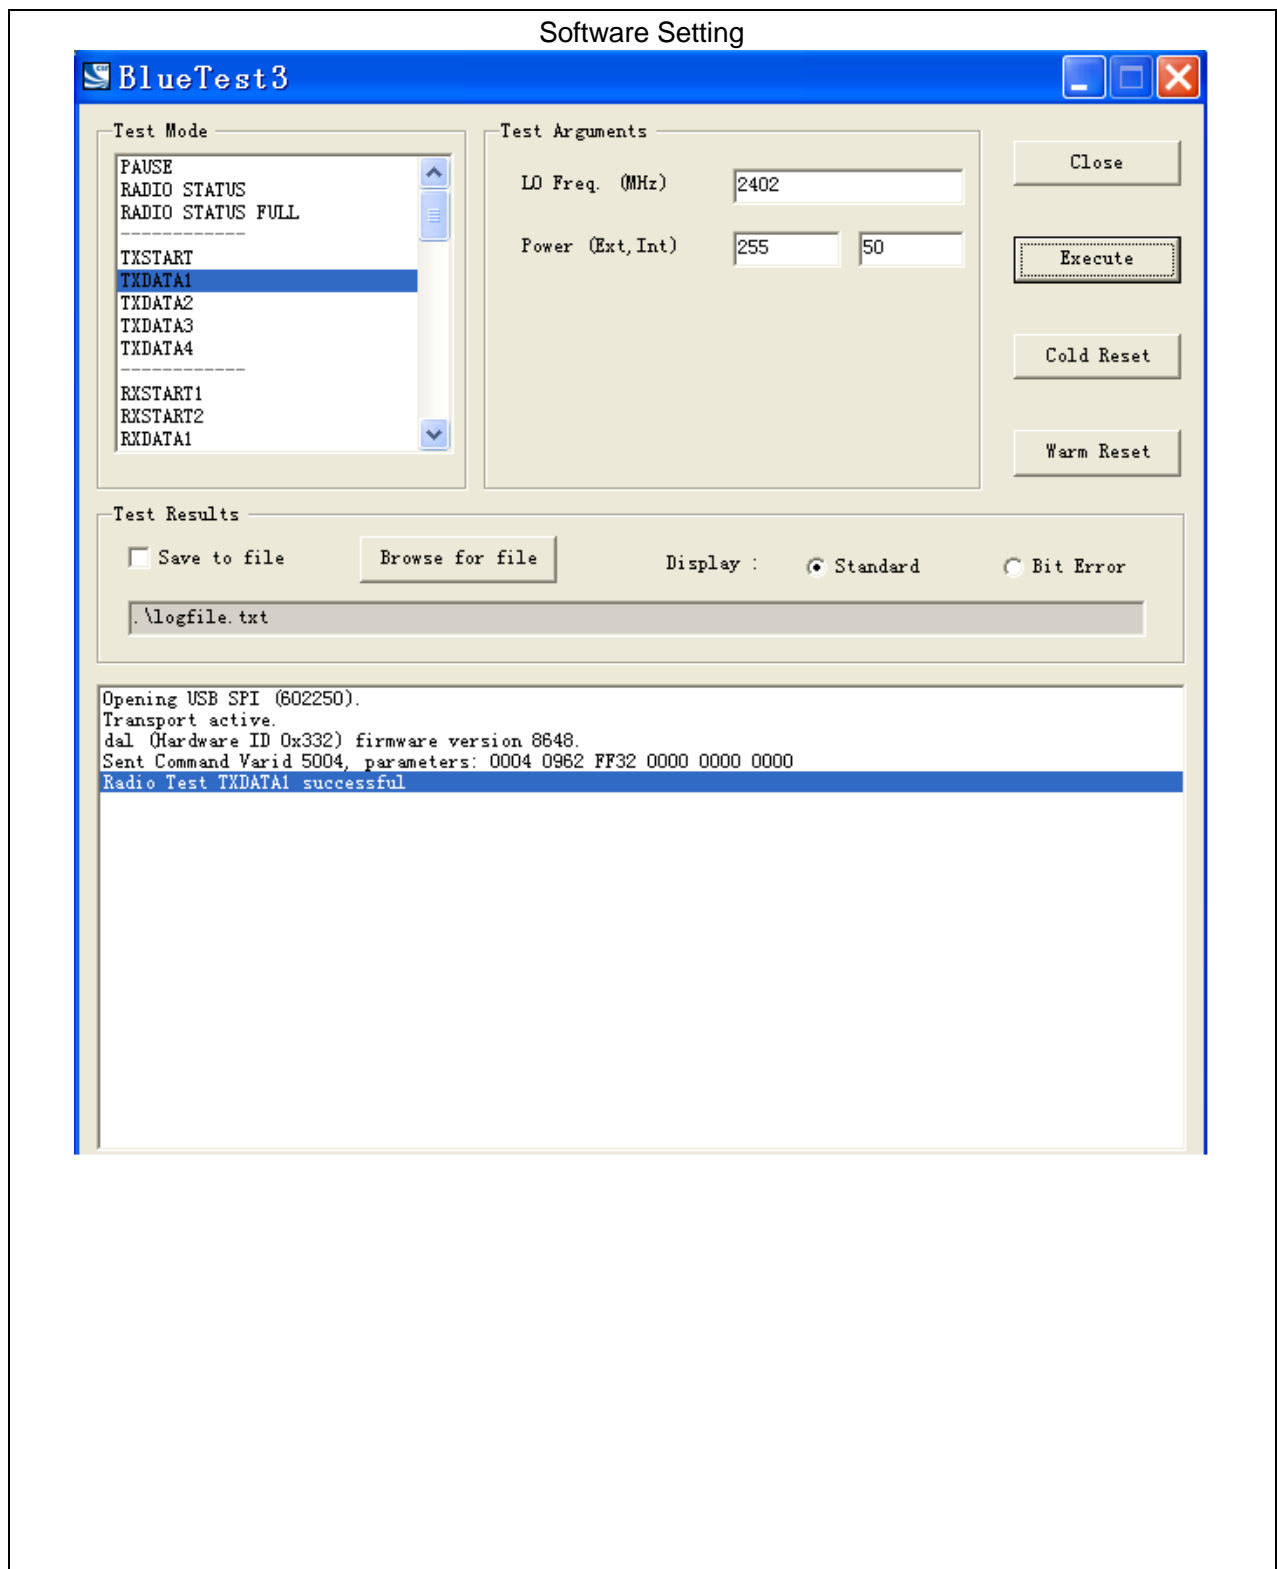 Software Setting
BlueTest3
Test Mode
PAUSE
RADIO STATUS
RADIO STATUS FULL
------------
TXSTART
TXDATA1
TXDATA2
TXDATA3
TXDATA4
------------
RXSTART1
RXSTART2
RXDATA1
Test Arguments
LO Freq. (MHz) 2402
Power (Ext,Int) 255 50
Close
Execute
Cold Reset
Warm Reset
Test Results
Save to file
Browse for file
Display :
Standard
Bit Error
.\logfile.txt
Opening USB SPI (602250).
Transport active.
dal (Hardware ID 0x332) firmware version 8648.
Sent Command Varid 5004, parameters: 0004 0962 FF32 0000 0000 0000
Radio Test TXDATA1 successful